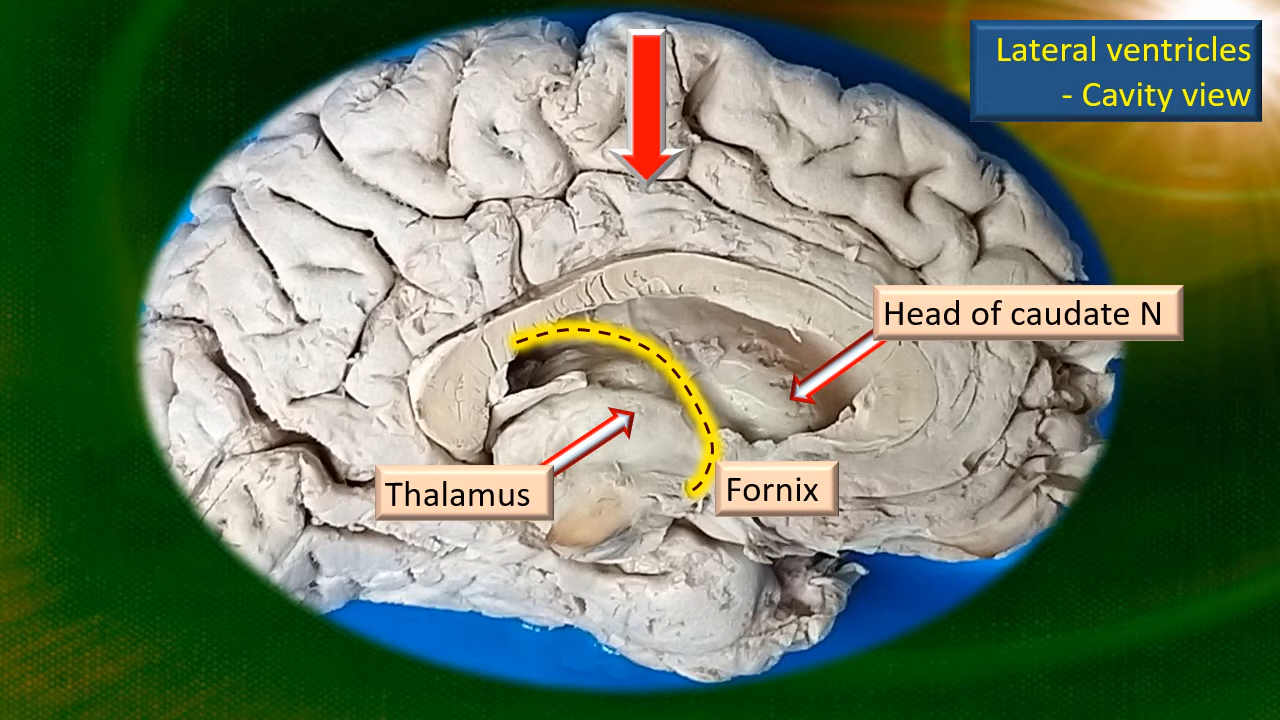 Lateral ventricles
- Cavity view
Head of caudate N
Thalamus
Fornix